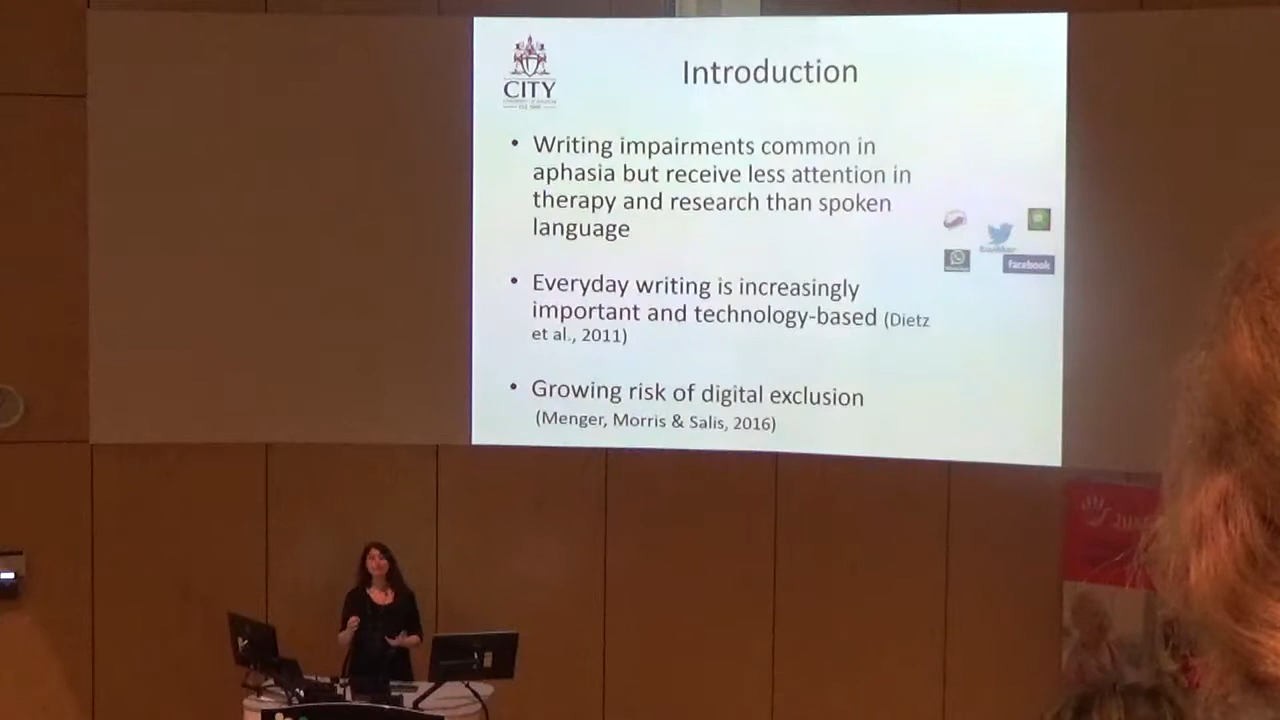 CITY
Introduction
• Writing impairments common in
aphasia but receive less attention in
therapy and research than spoken
language
• Everyday writing is increasingly
important and technology-based (Dietz
et al., 2011)
• Growing risk of digital exclusion
(Menger, Morris & Salis, 2016)
facebook